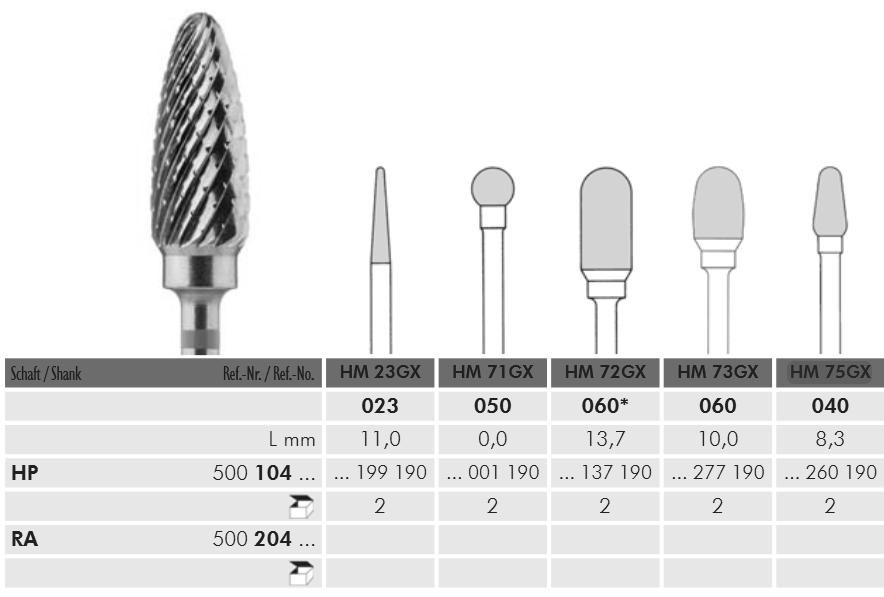 Schaft / Shank Ref.-Nr. / Ref.-No. HM 23GX HM 71GX HM 72GX HM 73GX HM 75GX
023 050 060* 060 040
L mm 11,0 0,0 13,7 10,0 8,3
HP 500 104 ... ... 199 190 ... 001 190 ... 137 190 ... 277 190 ... 260 190
2 2 2 2 2
RA 500 204 ...